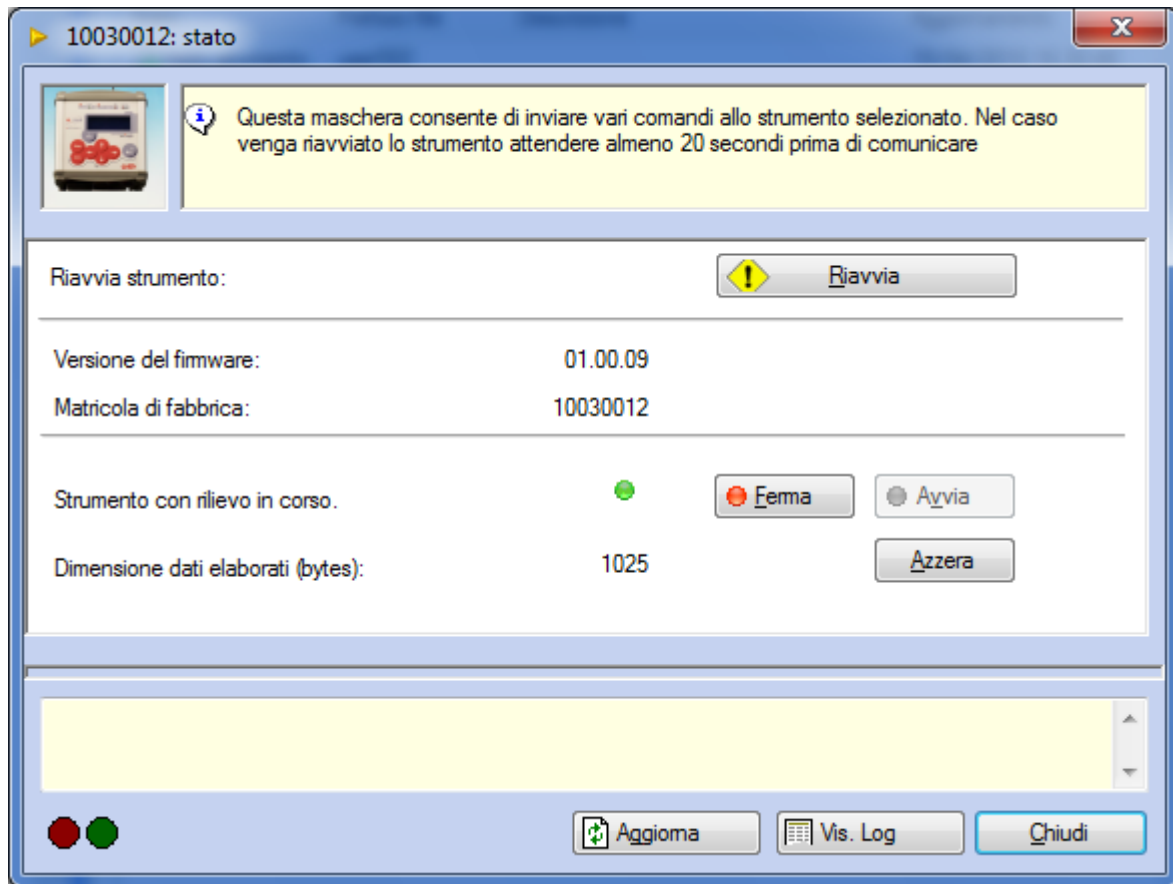 10030012: stato
Questa maschera consente di inviare vari comandi allo strumento selezionato. Nel caso
venga riavviato lo strumento attendere almeno 20 secondi prima di comunicare
Riavvia strumento:
Riavvia
Versione del firmware:
01.00.09
Matricola di fabbrica:
10030012
Strumento con rilievo in corso.
Ferma
Avvia
Dimensione dati elaborati (bytes):
1025
Azzera
Aggiorna
Vis. Log
Chiudi